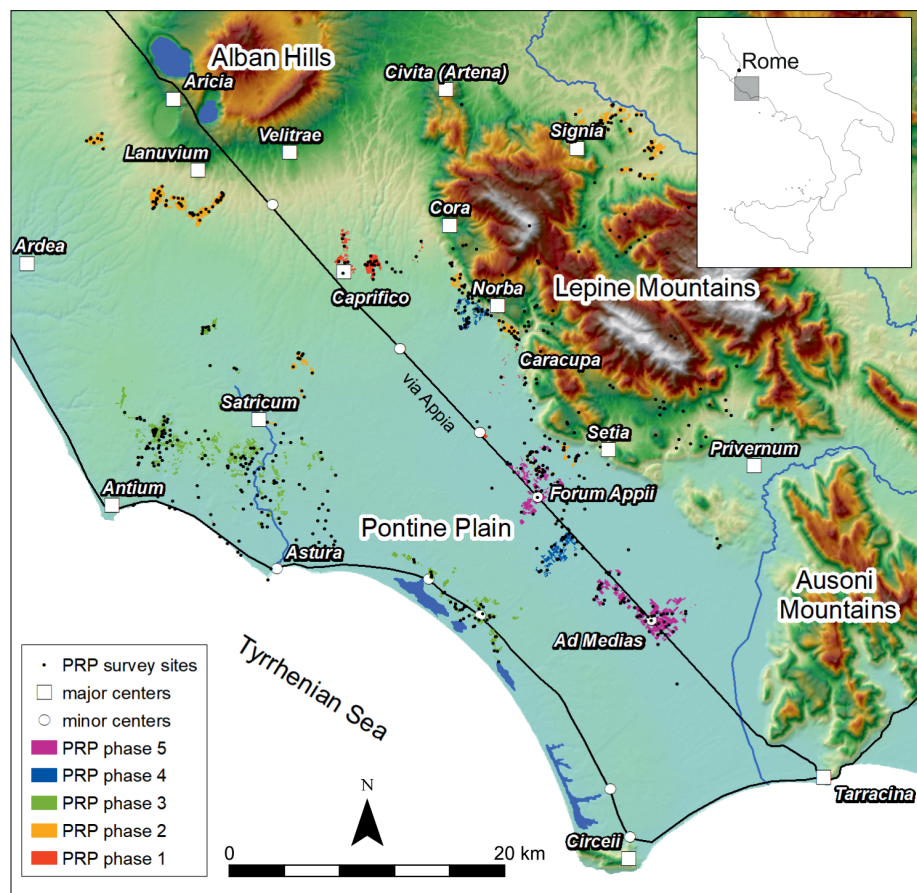 Rome
Alban Hills
Civita (Artena)
Aricia
Signia
Velitrae
Lanuvium
Cora
Ardea
Caprifico
Norba
Lepine Mountains
Caracupa
via Appia
Satricum
Setia
Privernum
Antium
Forum Appii
Pontine Plain
Astura
Ausoni
Mountains
Ad Medias
Tyrrhenian Sea
PRP survey sites
major centers
minor centers
PRP phase 5
PRP phase 4
PRP phase 3
PRP phase 2
PRP phase 1
N
0 20 km
Tarracina
Circeii